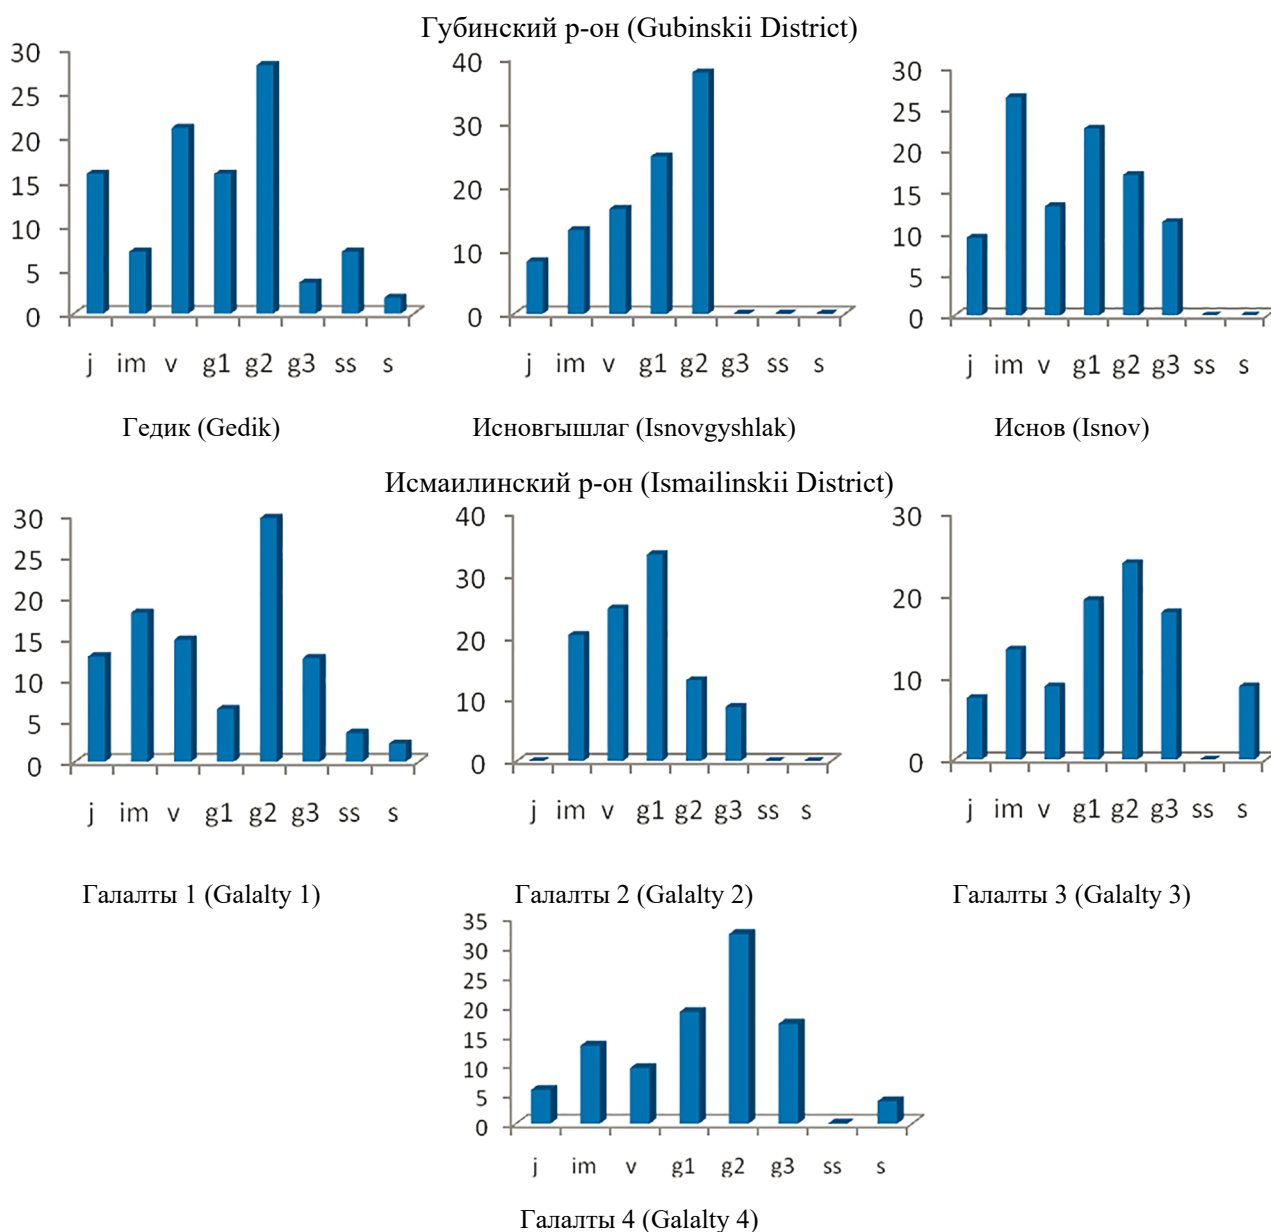 Губинский р-он (Gubinskii District)
30
25
20
15
10
5
0
j im v g1 g2 g3 ss s
40
30
20
10
0
j im v g1 g2 g3 ss s
30
25
20
15
10
5
0
j im v g1 g2 g3 ss s
Гедик (Gedik)
Исновгышлаг (Isnovgyshlak)
Иснов (Isnov)
Исмаилинский р-он (Ismailinskii District)
30
25
20
15
10
5
0
j im v g1 g2 g3 ss s
40
30
20
10
0
j im v g1 g2 g3 ss s
30
20
10
0
j im v g1 g2 g3 ss s
Галалты 1 (Galalty 1)
Галалты 2 (Galalty 2)
Галалты 3 (Galalty 3)
35
30
25
20
15
10
5
0
j im v g1 g2 g3 ss s
Галалты 4 (Galalty 4)